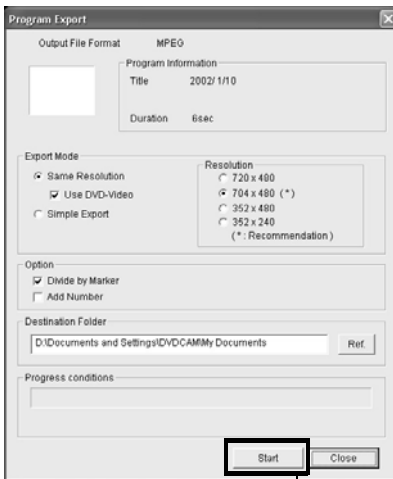 Program Export
Output File Format MPEG
Program Information
Title 2002/ 1/10
Duration 6sec
Export Mode
Same Resolution
Use DVD-Video
Simple Export
Resolution
720 x 480
704 x 480 (*)
352 x 480
352 x 240
(*: Recommendation)
Option
Divide by Marker
Add Number
Destination Folder
D:\Documents and Settings\DVDCAM\My Documents Ref.
Progress conditions
Start Close